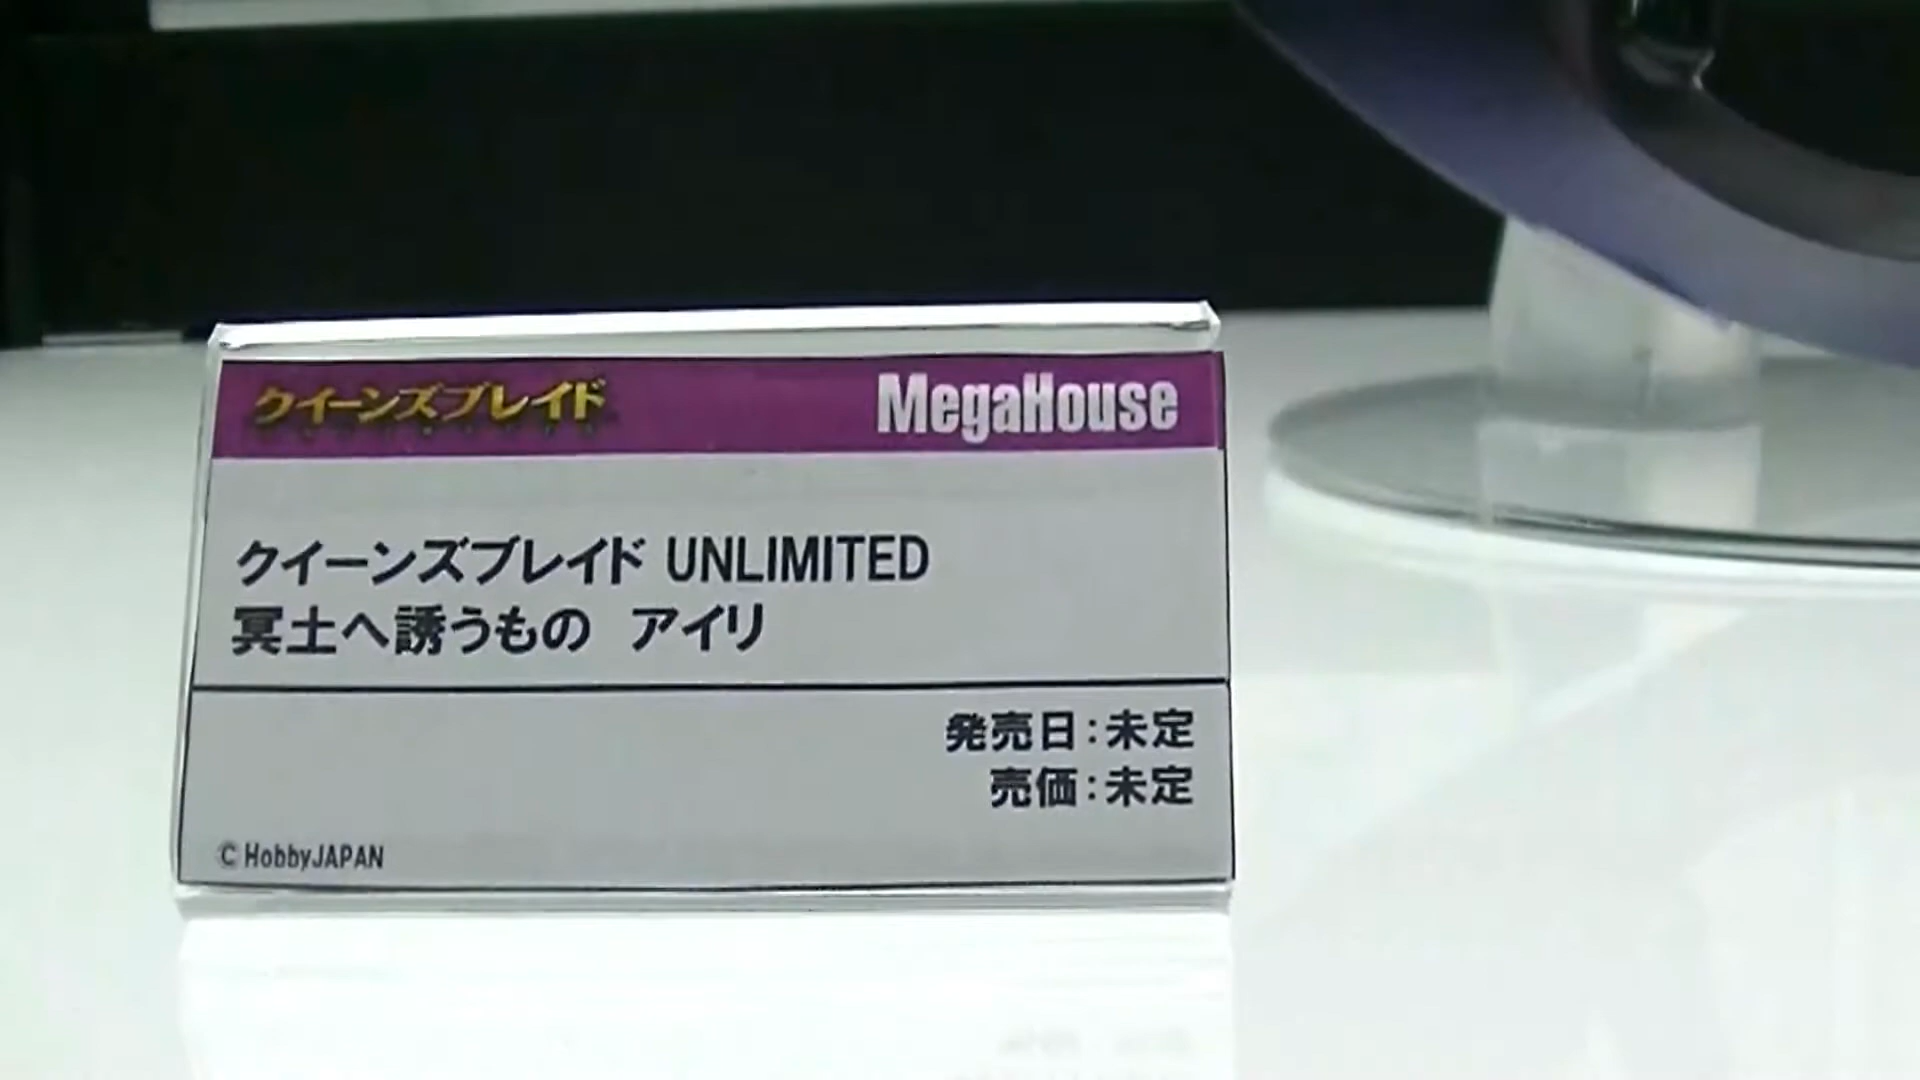 クイーンズブレイド MegaHouse
クイーンズブレイド UNLIMITED
冥土へ誘うもの アイリ
発売日：未定
売価：未定
©HobbyJAPAN